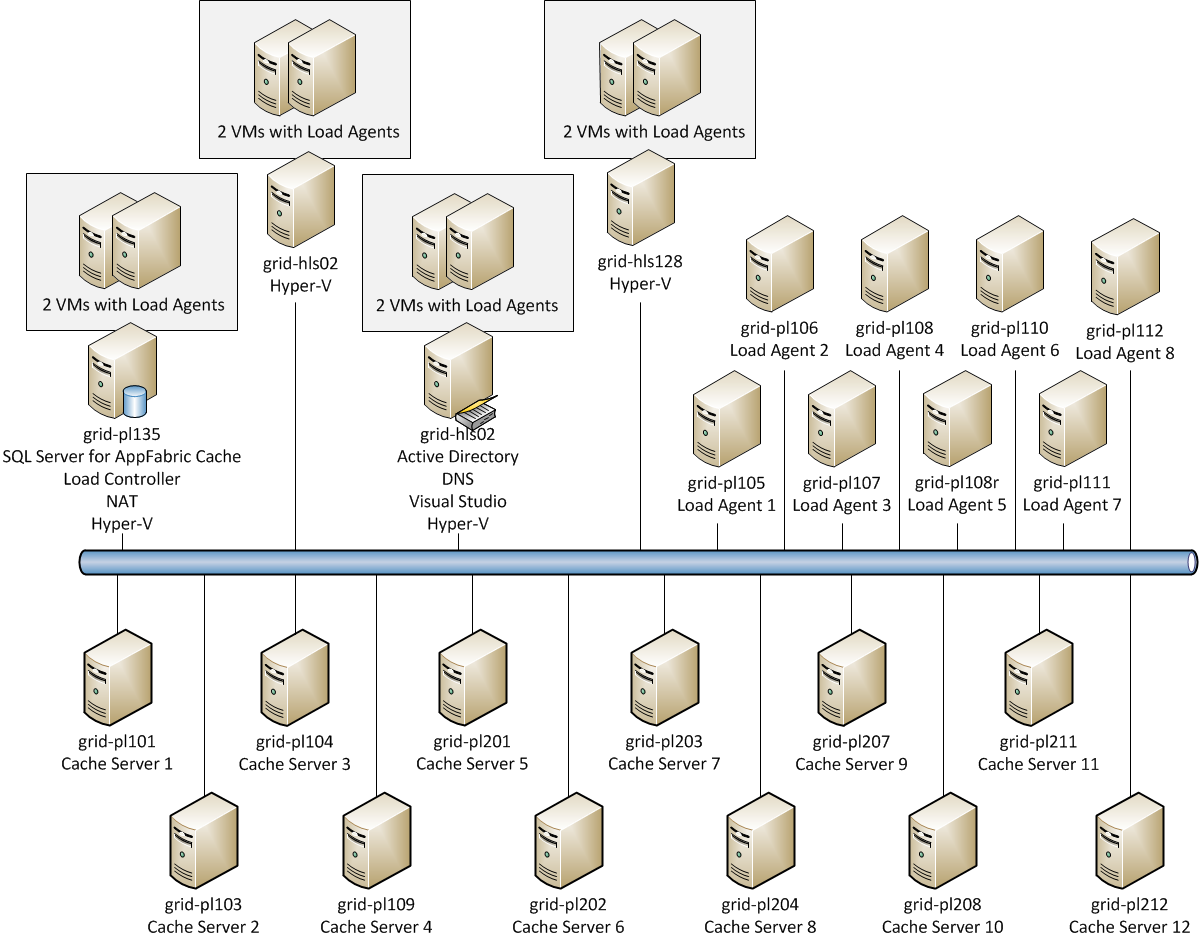 2 VMs with Load Agents
grid-hls02
Hyper-V
2 VMs with Load Agents
grid-hls128
Hyper-V
2 VMs with Load Agents
grid-pl135
SQL Server for AppFabric Cache
Load Controller
NAT
Hyper-V
2 VMs with Load Agents
grid-hls02
Active Directory
DNS
Visual Studio
Hyper-V
grid-pl106
Load Agent 2
grid-pl108
Load Agent 4
grid-pl110
Load Agent 6
grid-pl112
Load Agent 8
grid-pl105
Load Agent 1
grid-pl107
Load Agent 3
grid-pl108r
Load Agent 5
grid-pl111
Load Agent 7
grid-pl101
Cache Server 1
grid-pl104
Cache Server 3
grid-pl201
Cache Server 5
grid-pl203
Cache Server 7
grid-pl207
Cache Server 9
grid-pl211
Cache Server 11
grid-pl103
Cache Server 2
grid-pl109
Cache Server 4
grid-pl202
Cache Server 6
grid-pl204
Cache Server 8
grid-pl208
Cache Server 10
grid-pl212
Cache Server 12